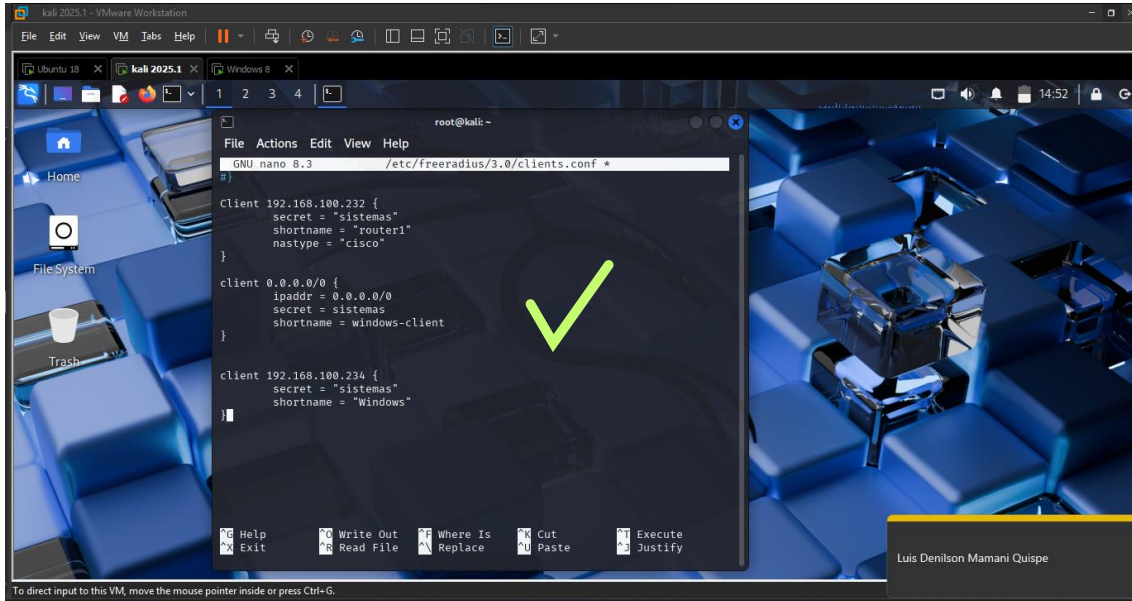 kali 2025.1 - VMware Workstation
File Edit View VM Tabs Help
Ubuntu 18 kali 2025.1 Windows 8
1 2 3 4 14:52
root@kali: ~
File Actions Edit View Help
GNU nano 8.3 /etc/freeradius/3.0/clients.conf *
#}
Client 192.168.100.232 {
secret = "sistemas"
shortname = "router1"
nastype = "cisco"
}
client 0.0.0.0/0 {
ipaddr = 0.0.0.0/0
secret = sistemas
shortname = windows-client
}
client 192.168.100.234 {
secret = "sistemas"
shortname = "Windows"
}
^G Help ^O Write Out ^F Where Is ^K Cut ^T Execute
^X Exit ^R Read File ^\ Replace ^U Paste ^J Justify
Home
File System
Trash
Luis Denilson Mamani Quispe
To direct input to this VM, move the mouse pointer inside or press Ctrl+G.